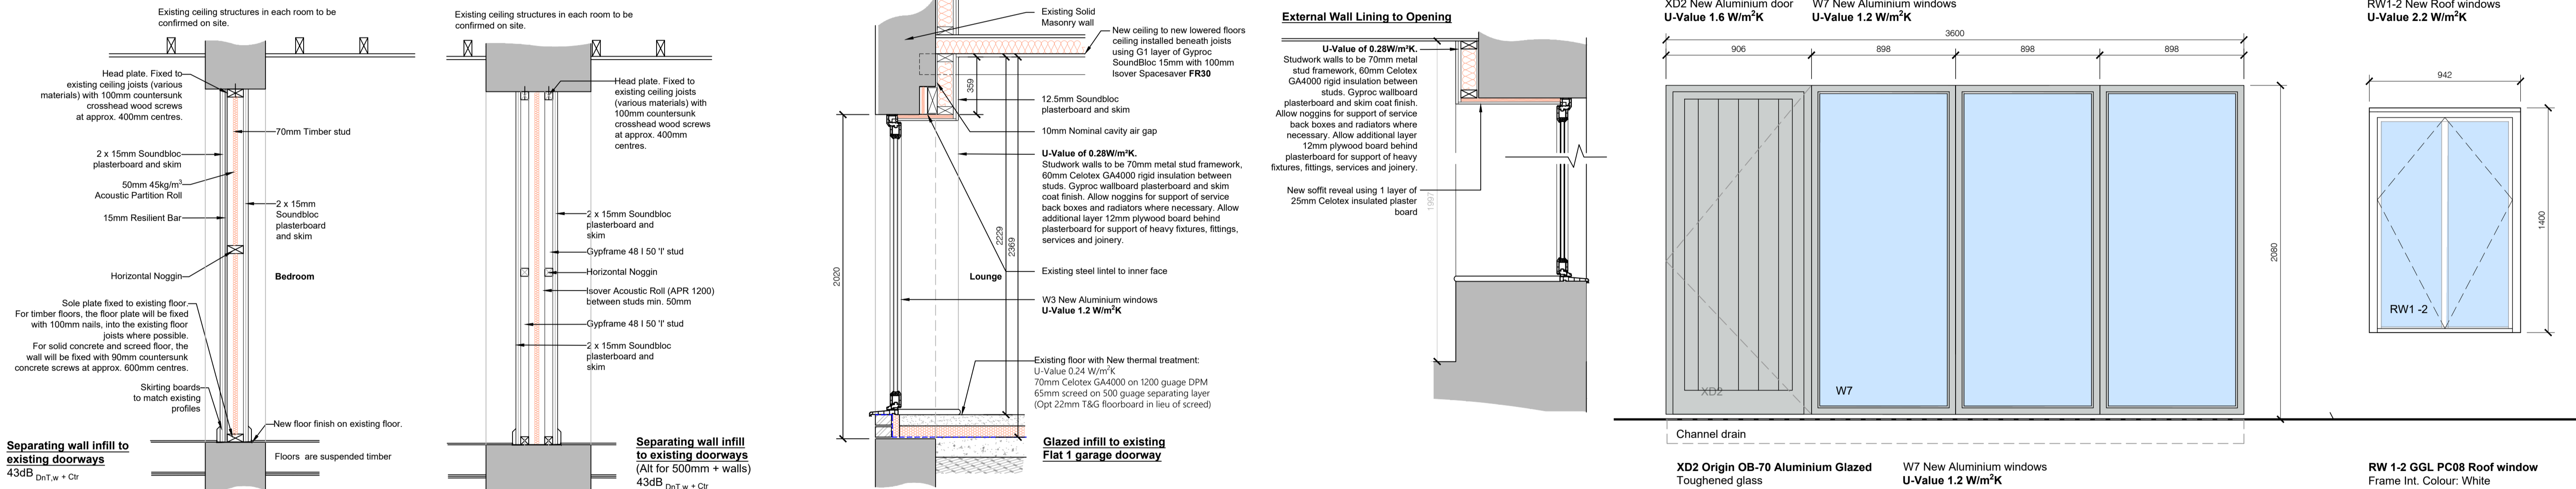 Existing ceiling structures in each room to be
confirmed on site.
Head plate. Fixed to
existing ceiling joists (various
materials) with 100mm countersunk
crosshead wood screws
at approx. 400mm centres.
70mm Timber stud
2 x 15mm Soundbloc
plasterboard and skim
50mm 45kg/m³
Acoustic Partition Roll
15mm Resilient Bar
2 x 15mm
Soundbloc
plasterboard
and skim
Horizontal Noggin
Bedroom
Sole plate fixed to existing floor.
For timber floors, the floor plate will be fixed
with 100mm nails, into the existing floor
joists where possible.
For solid concrete and screed floor, the
wall will be fixed with 90mm countersunk
concrete screws at approx. 600mm centres.
Skirting boards
to match existing
profiles
New floor finish on existing floor.
Floors are suspended timber
Separating wall infill to
existing doorways
43dB DnT,w + Ctr
Existing ceiling structures in each room to be
confirmed on site.
Head plate. Fixed to
existing ceiling joists
(various materials) with
100mm countersunk
crosshead wood screws
at approx. 400mm
centres.
2 x 15mm Soundbloc
plasterboard and
skim
Gypframe 48 I 50 'I' stud
Horizontal Noggin
Isover Acoustic Roll (APR 1200)
between studs min. 50mm
Gypframe 48 I 50 'I' stud
2 x 15mm Soundbloc
plasterboard and
skim
Separating wall infill
to existing doorways
(Alt for 500mm + walls)
43dB DnT,w + Ctr
Existing Solid
Masonry wall
New ceiling to new lowered floors
ceiling installed beneath joists
using G1 layer of Gyproc
SoundBloc 15mm with 100mm
Isover Spacesaver FR30
359
12.5mm Soundbloc
plasterboard and skim
10mm Nominal cavity air gap
U-Value of 0.28W/m²K.
Studwork walls to be 70mm metal stud framework,
60mm Celotex GA4000 rigid insulation between
studs. Gyproc wallboard plasterboard and skim
coat finish. Allow noggins for support of service
back boxes and radiators where necessary. Allow
additional layer 12mm plywood board behind
plasterboard for support of heavy fixtures, fittings,
services and joinery.
2229
2369
2020
Lounge
Existing steel lintel to inner face
W3 New Aluminium windows
U-Value 1.2 W/m²K
Existing floor with New thermal treatment:
U-Value 0.24 W/m²K
70mm Celotex GA4000 on 1200 guage DPM
65mm screed on 500 guage separating layer
(Opt 22mm T&G floorboard in lieu of screed)
Glazed infill to existing
Flat 1 garage doorway
External Wall Lining to Opening
U-Value of 0.28W/m²K.
Studwork walls to be 70mm metal
stud framework, 60mm Celotex
GA4000 rigid insulation between
studs. Gyproc wallboard
plasterboard and skim coat finish.
Allow noggins for support of service
back boxes and radiators where
necessary. Allow additional layer
12mm plywood board behind
plasterboard for support of heavy
fixtures, fittings, services and joinery.
New soffit reveal using 1 layer of
25mm Celotex insulated plaster
board
1997
XD2 New Aluminium door
U-Value 1.6 W/m²K
W7 New Aluminium windows
U-Value 1.2 W/m²K
3600
906
898
898
898
2080
XD2
W7
Channel drain
XD2 Origin OB-70 Aluminium Glazed
Toughened glass
W7 New Aluminium windows
U-Value 1.2 W/m²K
RW1-2 New Roof windows
U-Value 2.2 W/m²K
942
1400
RW1 -2
RW 1-2 GGL PC08 Roof window
Frame Int. Colour: White